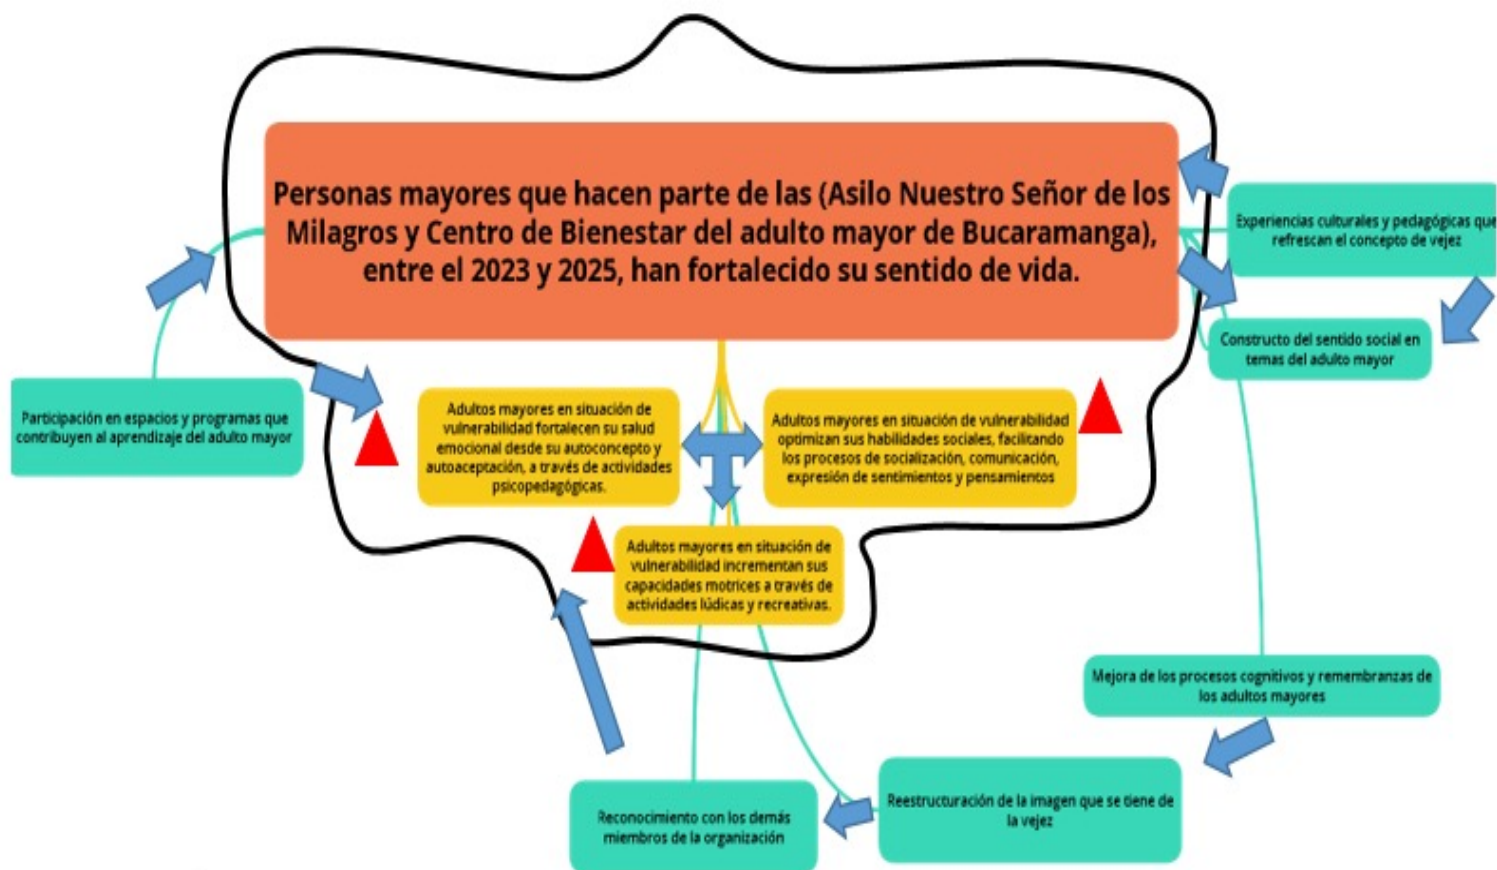 Personas mayores que hacen parte de las (Asilo Nuestro Señor de los
Milagros y Centro de Bienestar del adulto mayor de Bucaramanga),
entre el 2023 y 2025, han fortalecido su sentido de vida.
Experiencias culturales y pedagógicas que
refrescan el concepto de vejez
Constructo del sentido social en
temas del adulto mayor
Participación en espacios y programas que
contribuyen al aprendizaje del adulto mayor
Adultos mayores en situación de
vulnerabilidad fortalecen su salud
emocional desde su autoconcepto y
autoaceptación, a través de actividades
psicopedagógicas.
Adultos mayores en situación de vulnerabilidad
optimizan sus habilidades sociales, facilitando
los procesos de socialización, comunicación,
expresión de sentimientos y pensamientos
Adultos mayores en situación de
vulnerabilidad incrementan sus
capacidades motrices a través de
actividades lúdicas y recreativas.
Mejora de los procesos cognitivos y remembranzas de
los adultos mayores
Reestructuración de la imagen que se tiene de
la vejez
Reconocimiento con los demás
miembros de la organización